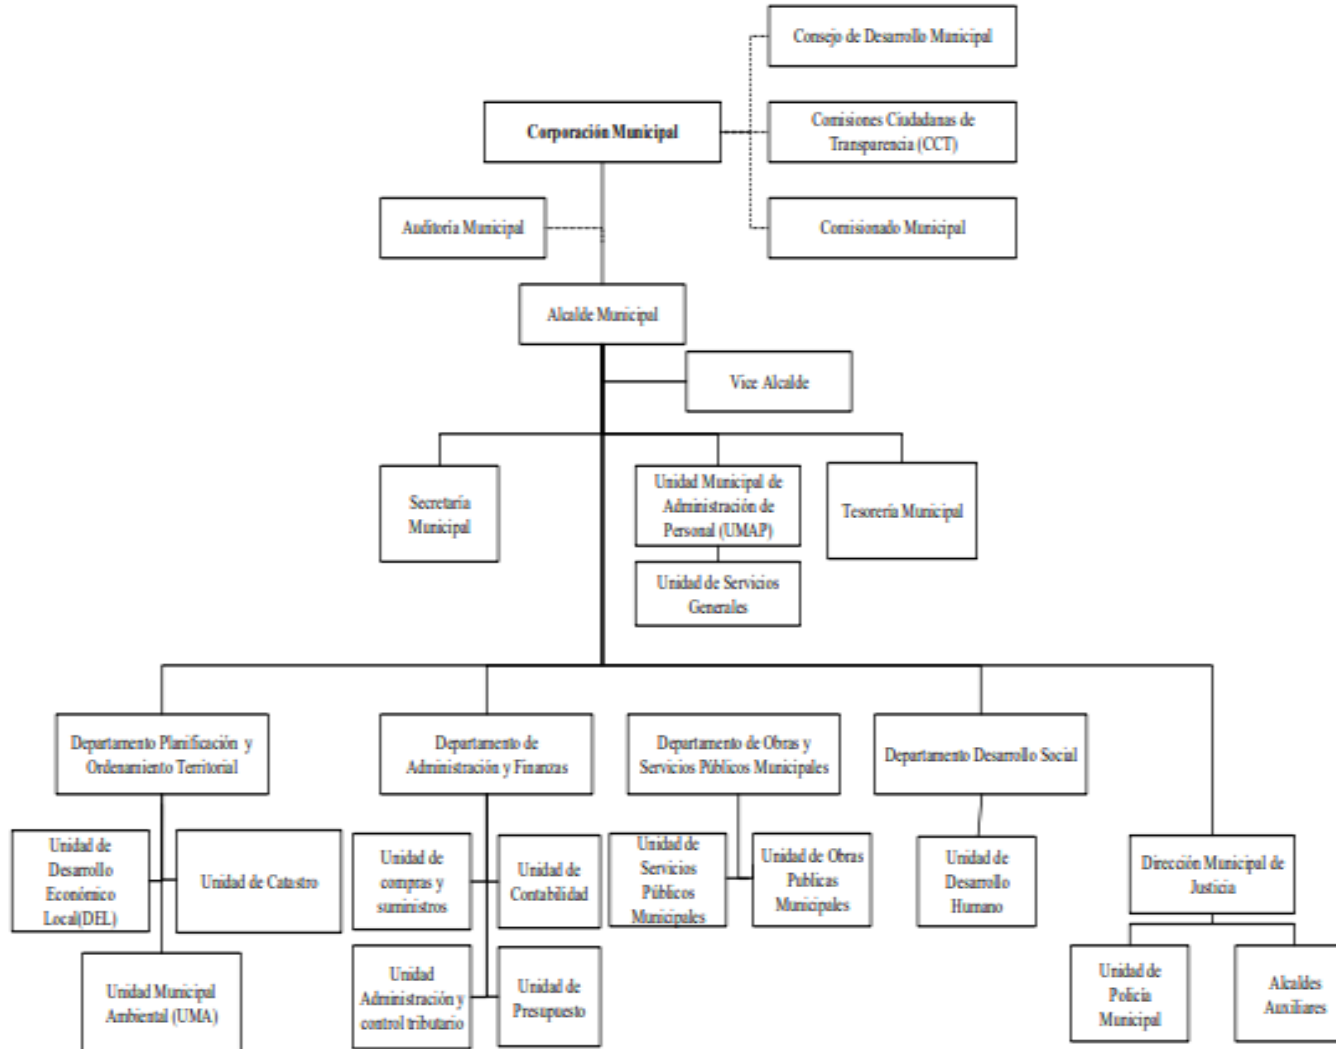 Consejo de Desarrollo Municipal
Corporación Municipal
Comisiones Ciudadanas de
Transparencia (CCT)
Auditoría Municipal
Comisionado Municipal
Alcalde Municipal
Vice Alcalde
Secretaría
Municipal
Unidad Municipal de
Administración de
Personal (UMAP)
Tesorería Municipal
Unidad de Servicios
Generales
Departamento Planificación y
Ordenamiento Territorial
Departamento de
Administración y Finanzas
Departamento de Obras y
Servicios Públicos Municipales
Departamento Desarrollo Social
Unidad de
Desarrollo
Económico
Local(DEL)
Unidad de Catastro
Unidad de
compras y
suministros
Unidad de
Contabilidad
Unidad de
Servicios
Públicos
Municipales
Unidad de Obras
Publicas
Municipales
Unidad de
Desarrollo
Humano
Dirección Municipal de
Justicia
Unidad Municipal
Ambiental (UMA)
Unidad
Administración y
control tributario
Unidad de
Presupuesto
Unidad de
Policía
Municipal
Alcaldes
Auxiliares